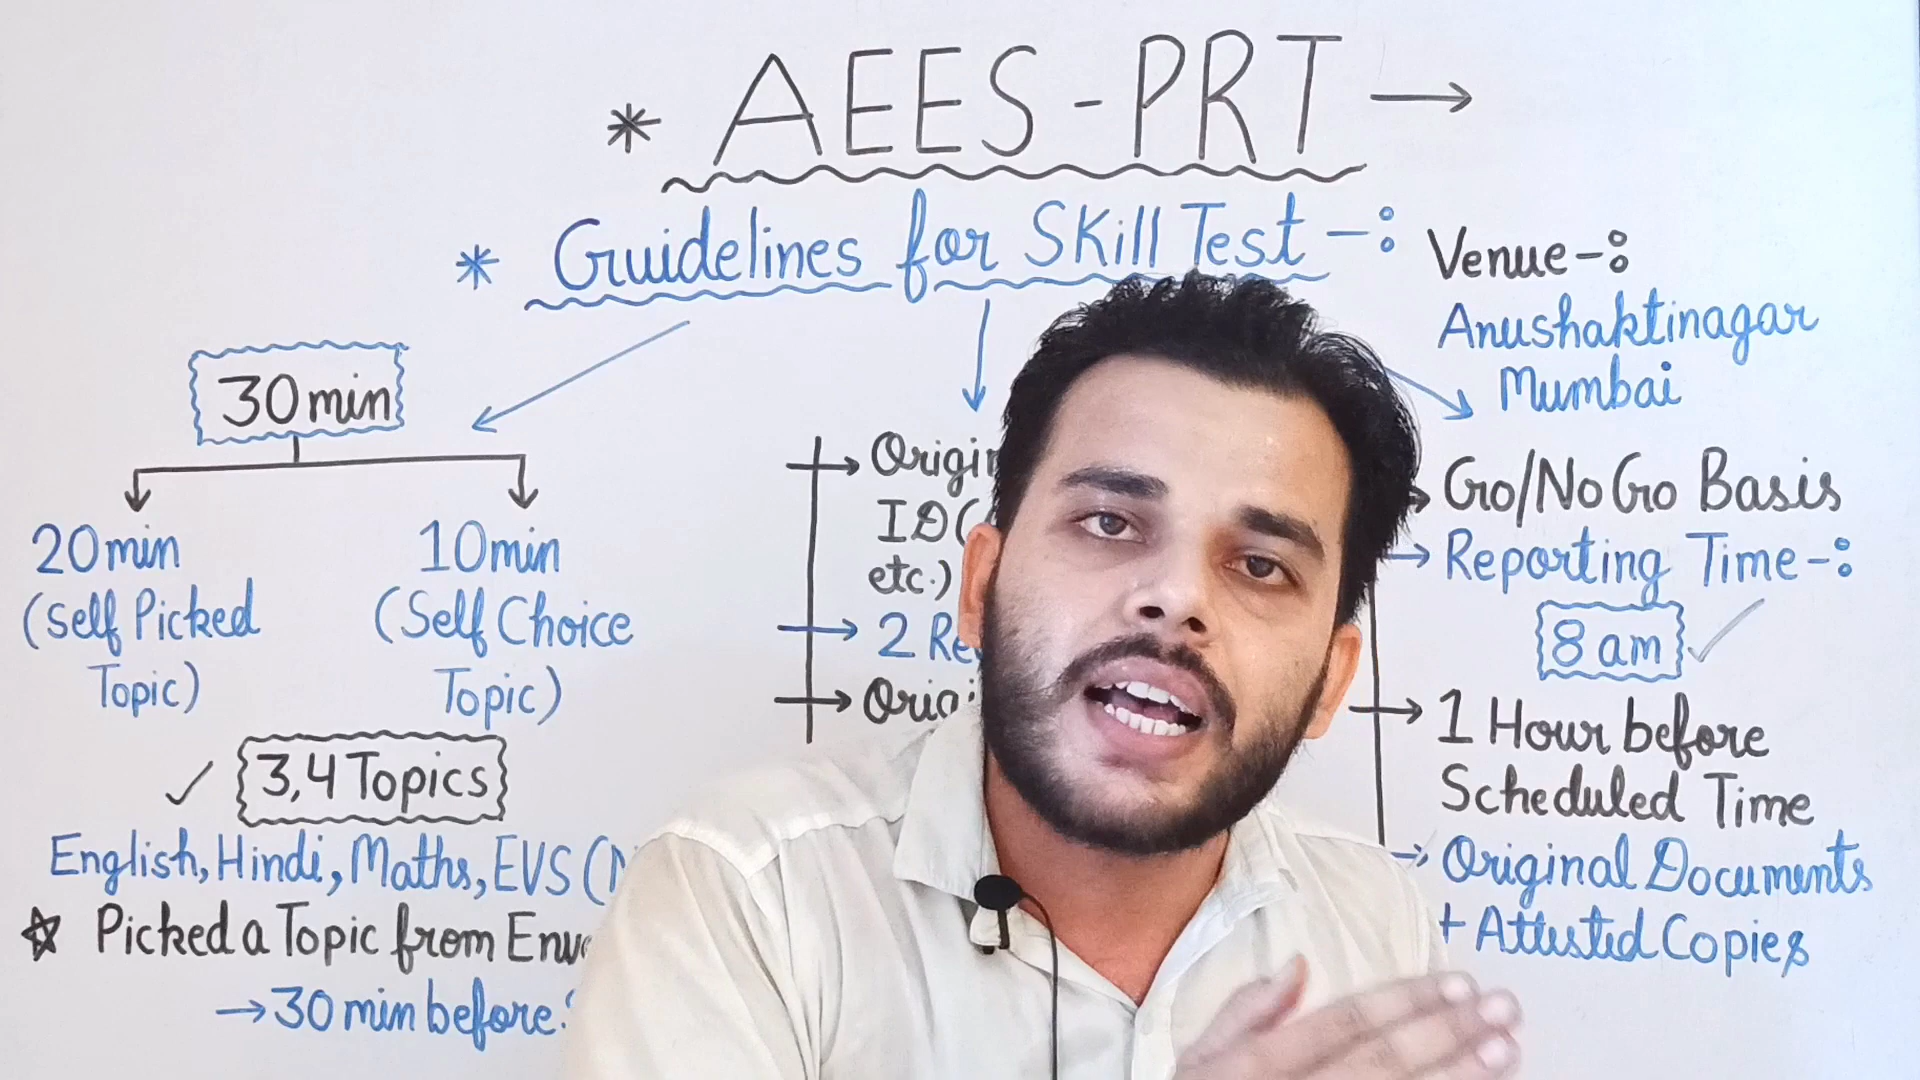 * AEES-PRT →
* Guidelines for Skill Test -:
30 min
20 min
(Self Picked
Topic)
10 min
(Self Choice
Topic)
3,4 Topics
English, Hindi, Maths, EVS
☆ Picked a Topic from
→ 30 min before
→
ID(
etc.)
→ 2
→
Venue-:
Anushaktinagar
Mumbai
→ Go/No Go Basis
→ Reporting Time-:
8 am
→ 1 Hour before
Scheduled Time
→ Original Documents
+ Attested Copies